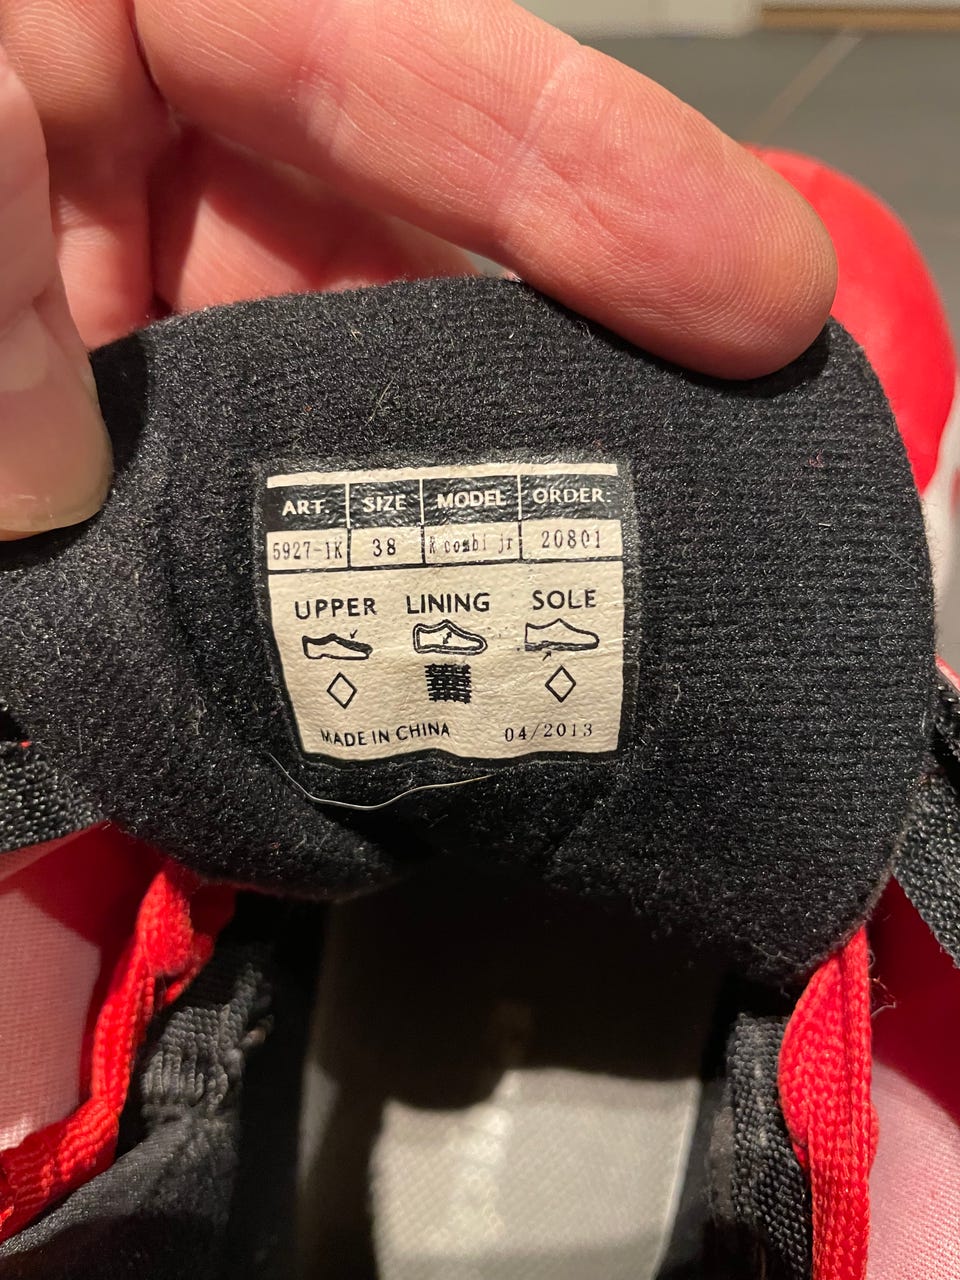 ART. SIZE MODEL ORDER:
5927-1K 38 R combi jr 20801
UPPER LINING SOLE
MADE IN CHINA 04/2013